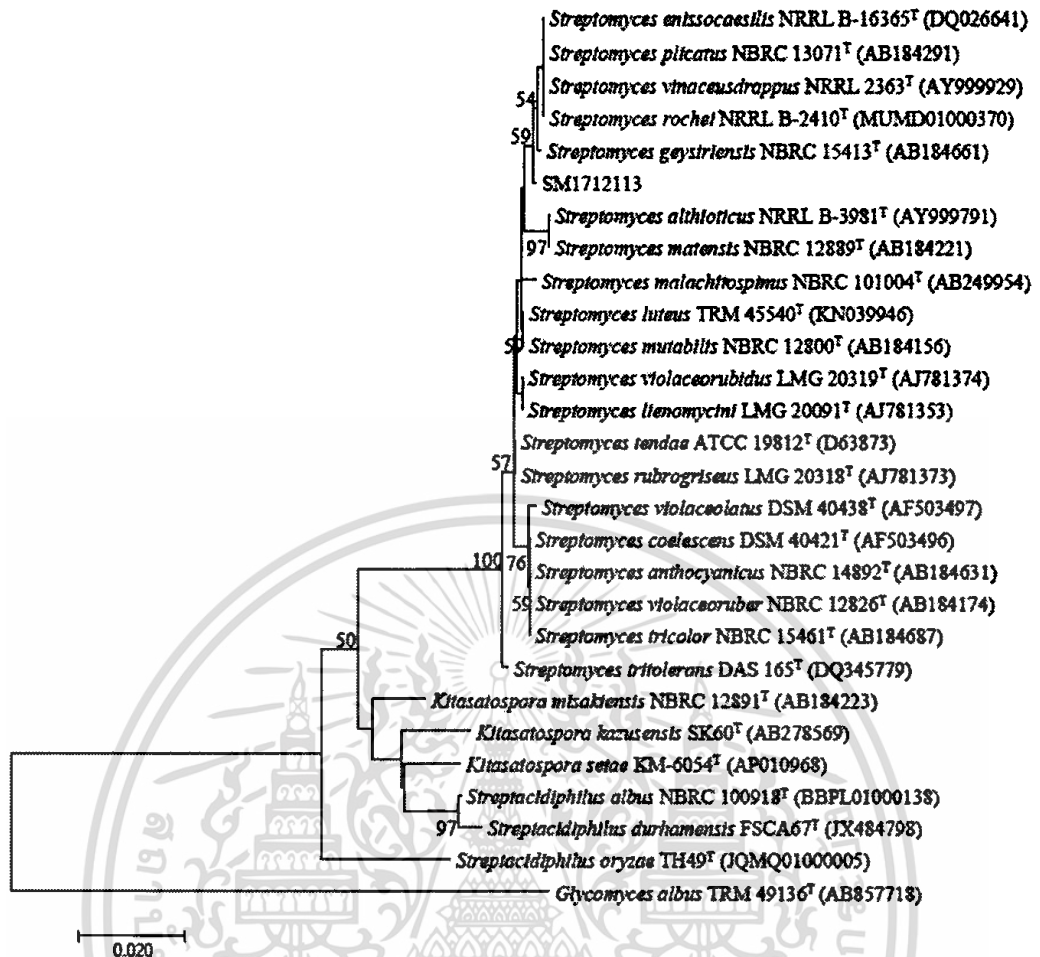 Streptomyces enissocaesilis NRRL B-16365ᵀ (DQ026641)
Streptomyces plicatus NBRC 13071ᵀ (AB184291)
Streptomyces vinaceusdrappus NRRL 2363ᵀ (AY999929)
54
Streptomyces rochei NRRL B-2410ᵀ (MUMD01000370)
59
Streptomyces geysiriensis NBRC 15413ᵀ (AB184661)
SM1712113
Streptomyces althioticus NRRL B-3981ᵀ (AY999791)
97
Streptomyces matensis NBRC 12889ᵀ (AB184221)
Streptomyces malachitospinus NBRC 101004ᵀ (AB249954)
Streptomyces luteus TRM 45540ᵀ (KN039946)
Streptomyces mutabilis NBRC 12800ᵀ (AB184156)
Streptomyces violaceorubidus LMG 20319ᵀ (AJ781374)
Streptomyces lienomycini LMG 20091ᵀ (AJ781353)
Streptomyces tendae ATCC 19812ᵀ (D63873)
57
Streptomyces rubrogriseus LMG 20318ᵀ (AJ781373)
Streptomyces violaceolatus DSM 40438ᵀ (AF503497)
Streptomyces coelescens DSM 40421ᵀ (AF503496)
100
76
Streptomyces anthocyanicus NBRC 14892ᵀ (AB184631)
59
Streptomyces violaceoruber NBRC 12826ᵀ (AB184174)
Streptomyces tricolor NBRC 15461ᵀ (AB184687)
50
Streptomyces tritolerans DAS 165ᵀ (DQ345779)
Kitasatospora misakiensis NBRC 12891ᵀ (AB184223)
Kitasatospora kazusensis SK60ᵀ (AB278569)
Kitasatospora setae KM-6054ᵀ (AP010968)
Streptacidiphilus albus NBRC 100918ᵀ (BBPL01000138)
97
Streptacidiphilus durhamensis FSCA67ᵀ (JX484798)
Streptacidiphilus oryzae TH49ᵀ (JQMQ01000005)
Glycomyces albus TRM 49136ᵀ (AB857718)
0.020